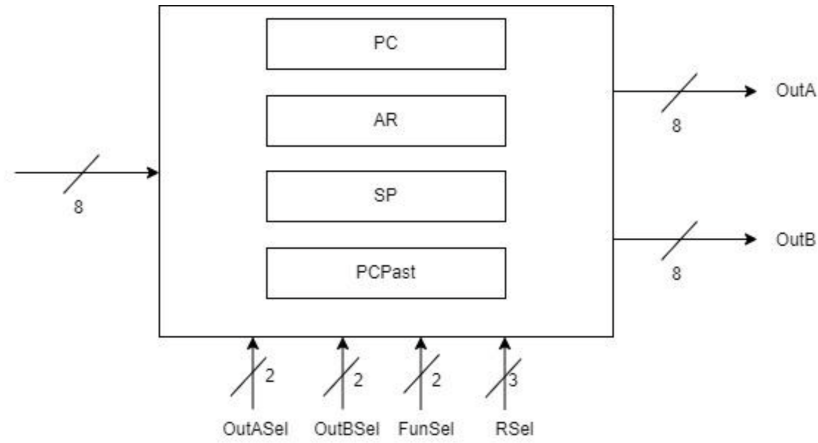 PC
OutA
8
AR
8
SP
OutB
8
PCPast
2
2
2
3
OutASel
OutBSel
FunSel
RSel